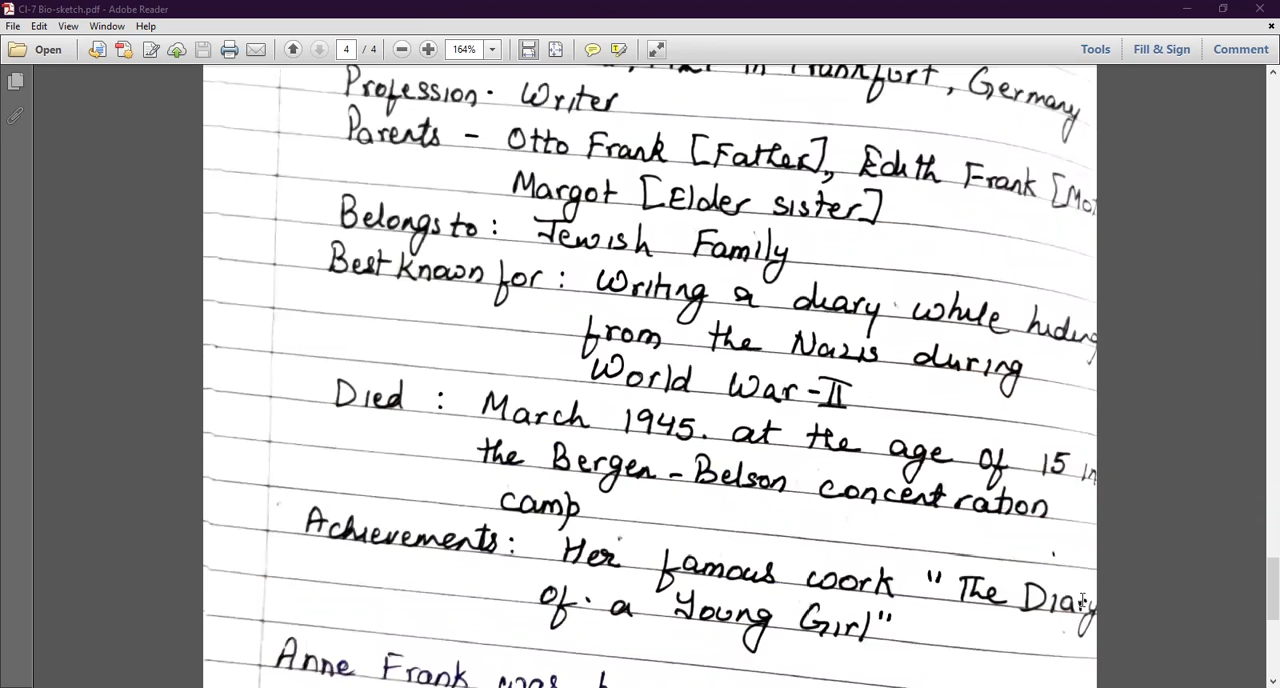 CI-7 Bio-sketch.pdf - Adobe Reader
File Edit View Window Help
Open 4 / 4 164% Tools Fill & Sign Comment
in Frankfurt, Germany
Profession. Writer
Parents - Otto Frank [Father], Edith Frank [Mo
Margot [Elder sister]
Belongs to : Jewish Family
Best known for : Writing a diary while hiding
from the Nazis during
World War-II
Died : March 1945. at the age of 15 in
the Bergen-Belson concentration
camp
Achievements: Her famous work "The Diary
of a Young Girl"
Anne Frank was